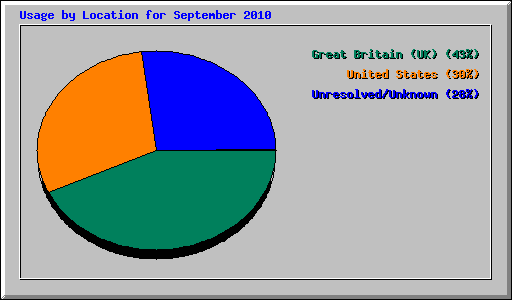 Usage by Location for September 2010
Great Britain (UK) (43%)
United States (30%)
Unresolved/Unknown (28%)